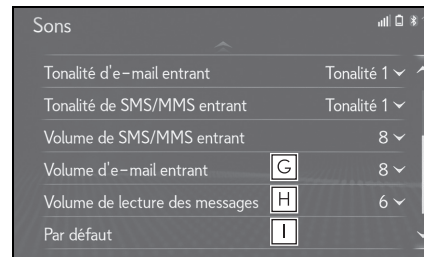 Sons
Tonalité d'e-mail entrant Tonalité 1
Tonalité de SMS/MMS entrant Tonalité 1
Volume de SMS/MMS entrant 8
Volume d'e-mail entrant G 8
Volume de lecture des messages H 6
Par défaut I